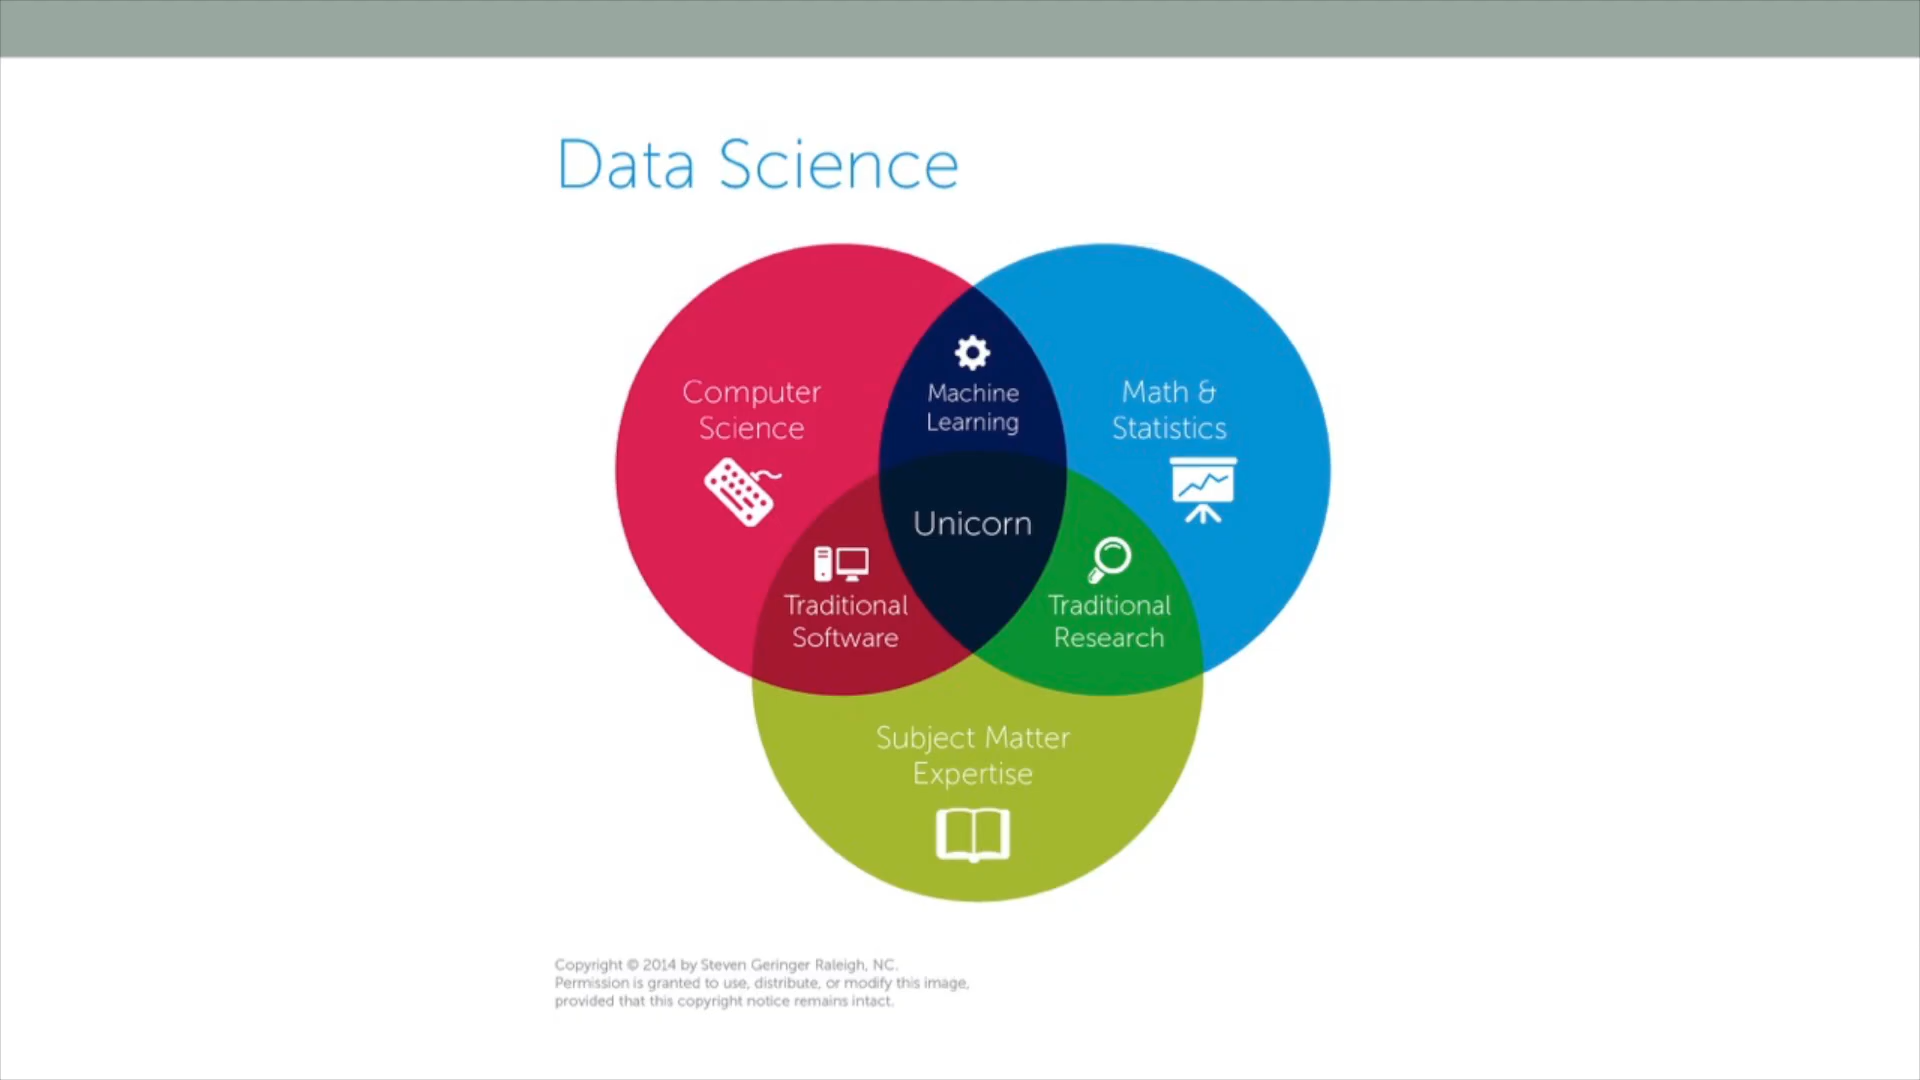 Data Science
Computer
Science
Machine
Learning
Math &
Statistics
Unicorn
Traditional
Software
Traditional
Research
Subject Matter
Expertise
Copyright © 2014 by Steven Geringer Raleigh, NC.
Permission is granted to use, distribute, or modify this image,
provided that this copyright notice remains intact.